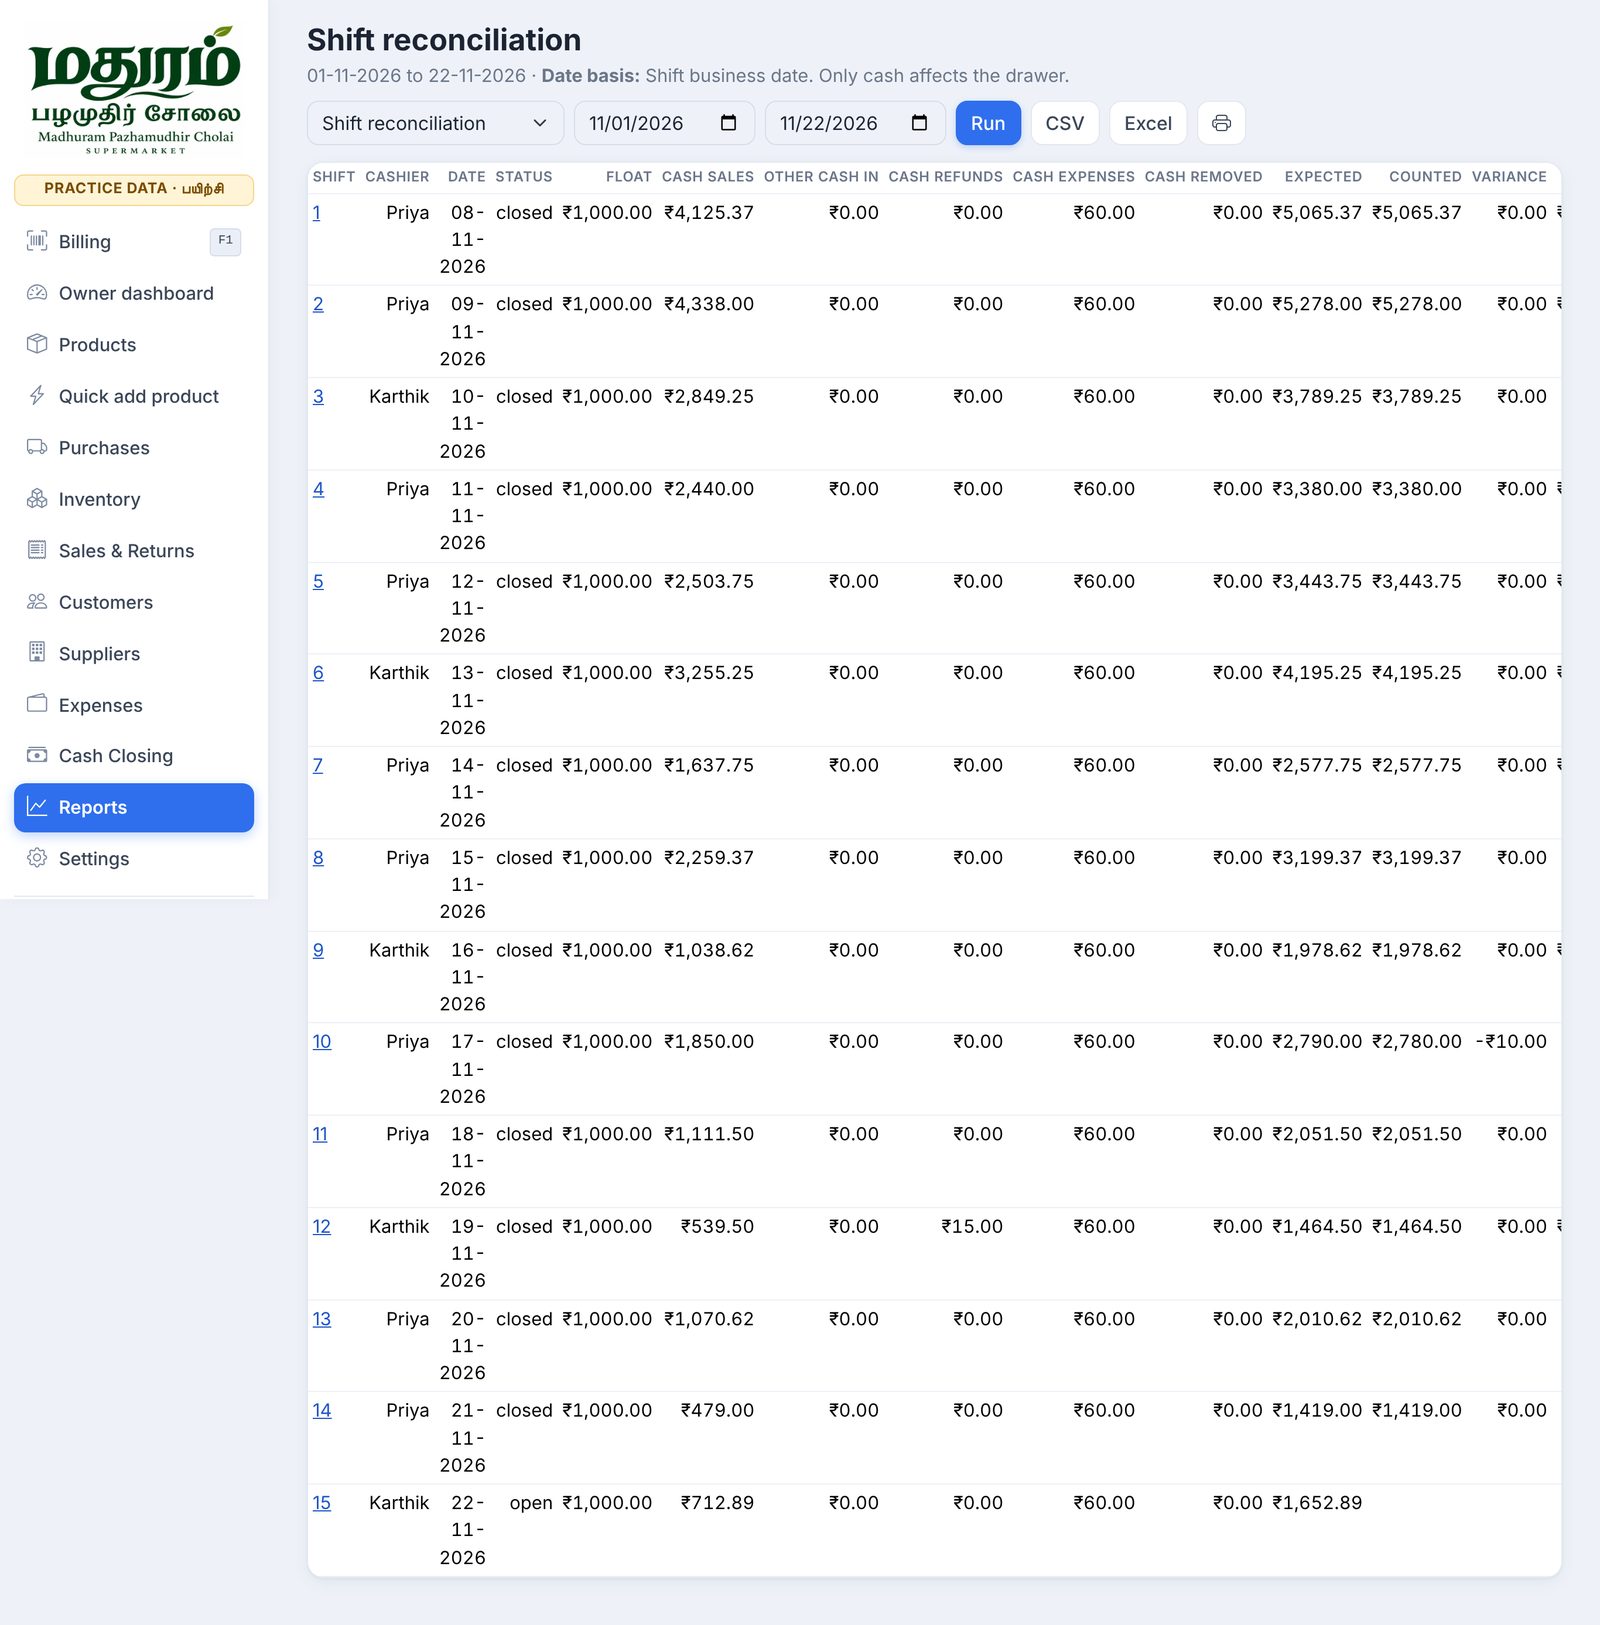 மதுரம்
பழமுதிர் சோலை
Madhuram Pazhamudhir Cholai
SUPERMARKET
PRACTICE DATA · பயிற்சி
Billing F1
Owner dashboard
Products
Quick add product
Purchases
Inventory
Sales & Returns
Customers
Suppliers
Expenses
Cash Closing
Reports
Settings
Shift reconciliation
01-11-2026 to 22-11-2026 · Date basis: Shift business date. Only cash affects the drawer.
Shift reconciliation 11/01/2026 11/22/2026 Run CSV Excel
SHIFT CASHIER DATE STATUS FLOAT CASH SALES OTHER CASH IN CASH REFUNDS CASH EXPENSES CASH REMOVED EXPECTED COUNTED VARIANCE
1 Priya 08- closed ₹1,000.00 ₹4,125.37 ₹0.00 ₹0.00 ₹60.00 ₹0.00 ₹5,065.37 ₹5,065.37 ₹0.00
11-
2026
2 Priya 09- closed ₹1,000.00 ₹4,338.00 ₹0.00 ₹0.00 ₹60.00 ₹0.00 ₹5,278.00 ₹5,278.00 ₹0.00
11-
2026
3 Karthik 10- closed ₹1,000.00 ₹2,849.25 ₹0.00 ₹0.00 ₹60.00 ₹0.00 ₹3,789.25 ₹3,789.25 ₹0.00
11-
2026
4 Priya 11- closed ₹1,000.00 ₹2,440.00 ₹0.00 ₹0.00 ₹60.00 ₹0.00 ₹3,380.00 ₹3,380.00 ₹0.00
11-
2026
5 Priya 12- closed ₹1,000.00 ₹2,503.75 ₹0.00 ₹0.00 ₹60.00 ₹0.00 ₹3,443.75 ₹3,443.75 ₹0.00
11-
2026
6 Karthik 13- closed ₹1,000.00 ₹3,255.25 ₹0.00 ₹0.00 ₹60.00 ₹0.00 ₹4,195.25 ₹4,195.25 ₹0.00
11-
2026
7 Priya 14- closed ₹1,000.00 ₹1,637.75 ₹0.00 ₹0.00 ₹60.00 ₹0.00 ₹2,577.75 ₹2,577.75 ₹0.00
11-
2026
8 Priya 15- closed ₹1,000.00 ₹2,259.37 ₹0.00 ₹0.00 ₹60.00 ₹0.00 ₹3,199.37 ₹3,199.37 ₹0.00
11-
2026
9 Karthik 16- closed ₹1,000.00 ₹1,038.62 ₹0.00 ₹0.00 ₹60.00 ₹0.00 ₹1,978.62 ₹1,978.62 ₹0.00
11-
2026
10 Priya 17- closed ₹1,000.00 ₹1,850.00 ₹0.00 ₹0.00 ₹60.00 ₹0.00 ₹2,790.00 ₹2,780.00 -₹10.00
11-
2026
11 Priya 18- closed ₹1,000.00 ₹1,111.50 ₹0.00 ₹0.00 ₹60.00 ₹0.00 ₹2,051.50 ₹2,051.50 ₹0.00
11-
2026
12 Karthik 19- closed ₹1,000.00 ₹539.50 ₹0.00 ₹15.00 ₹60.00 ₹0.00 ₹1,464.50 ₹1,464.50 ₹0.00
11-
2026
13 Priya 20- closed ₹1,000.00 ₹1,070.62 ₹0.00 ₹0.00 ₹60.00 ₹0.00 ₹2,010.62 ₹2,010.62 ₹0.00
11-
2026
14 Priya 21- closed ₹1,000.00 ₹479.00 ₹0.00 ₹0.00 ₹60.00 ₹0.00 ₹1,419.00 ₹1,419.00 ₹0.00
11-
2026
15 Karthik 22- open ₹1,000.00 ₹712.89 ₹0.00 ₹0.00 ₹60.00 ₹0.00 ₹1,652.89
11-
2026